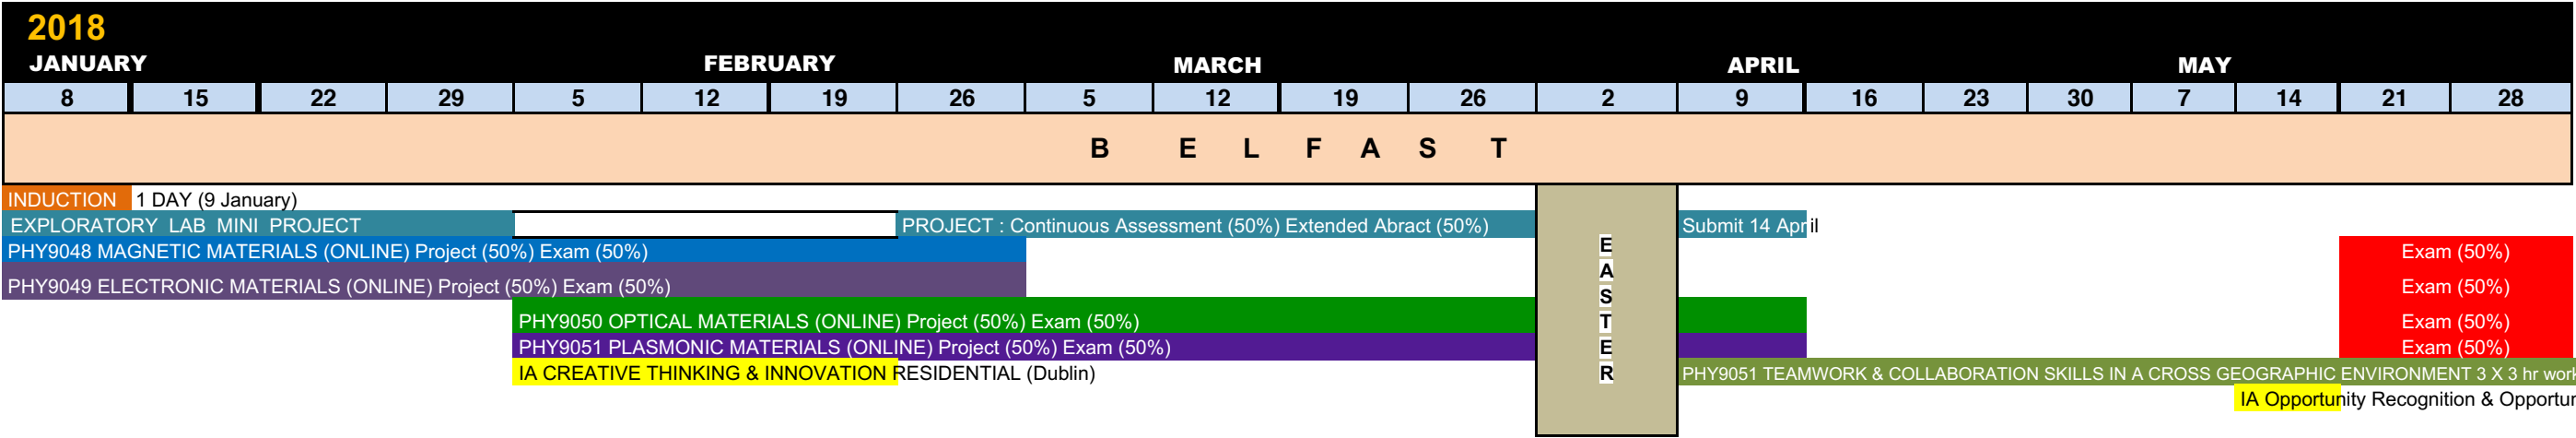 2018
JANUARY FEBRUARY MARCH APRIL MAY
8 15 22 29 5 12 19 26 5 12 19 26 2 9 16 23 30 7 14 21 28
B E L F A S T
INDUCTION 1 DAY (9 January)
EXPLORATORY LAB MINI PROJECT PROJECT : Continuous Assessment (50%) Extended Abract (50%) Submit 14 April
PHY9048 MAGNETIC MATERIALS (ONLINE) Project (50%) Exam (50%) Exam (50%)
PHY9049 ELECTRONIC MATERIALS (ONLINE) Project (50%) Exam (50%) Exam (50%)
PHY9050 OPTICAL MATERIALS (ONLINE) Project (50%) Exam (50%) Exam (50%)
PHY9051 PLASMONIC MATERIALS (ONLINE) Project (50%) Exam (50%) Exam (50%)
IA CREATIVE THINKING & INNOVATION RESIDENTIAL (Dublin)
E
A
S
T
E
R
PHY9051 TEAMWORK & COLLABORATION SKILLS IN A CROSS GEOGRAPHIC ENVIRONMENT 3 X 3 hr work
IA Opportunity Recognition & Opportun